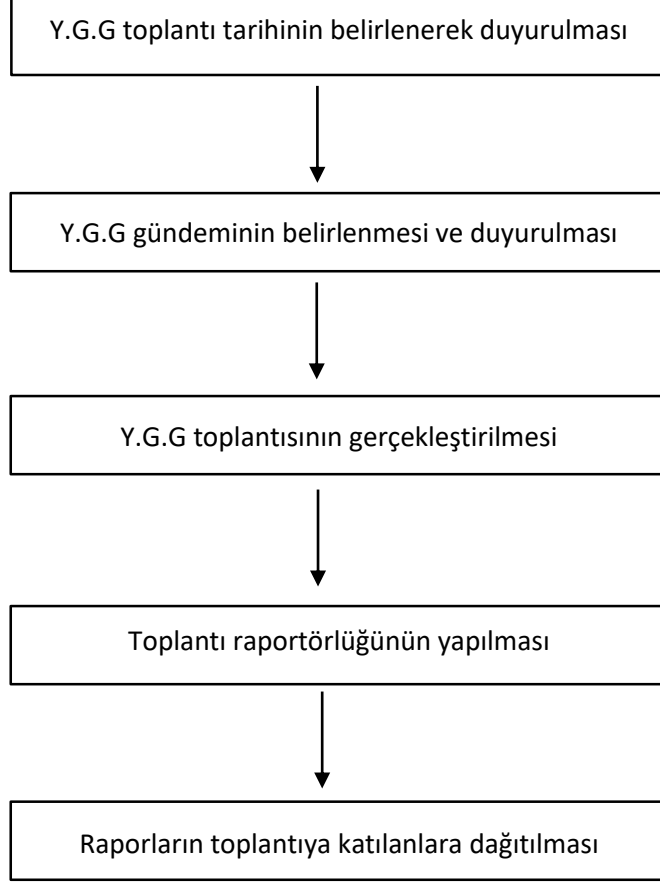 Y.G.G toplantı tarihinin belirlenerek duyurulması
Y.G.G gündeminin belirlenmesi ve duyurulması
Y.G.G toplantısının gerçekleştirilmesi
Toplantı raportörlüğünün yapılması
Raporların toplantıya katılanlara dağıtılması